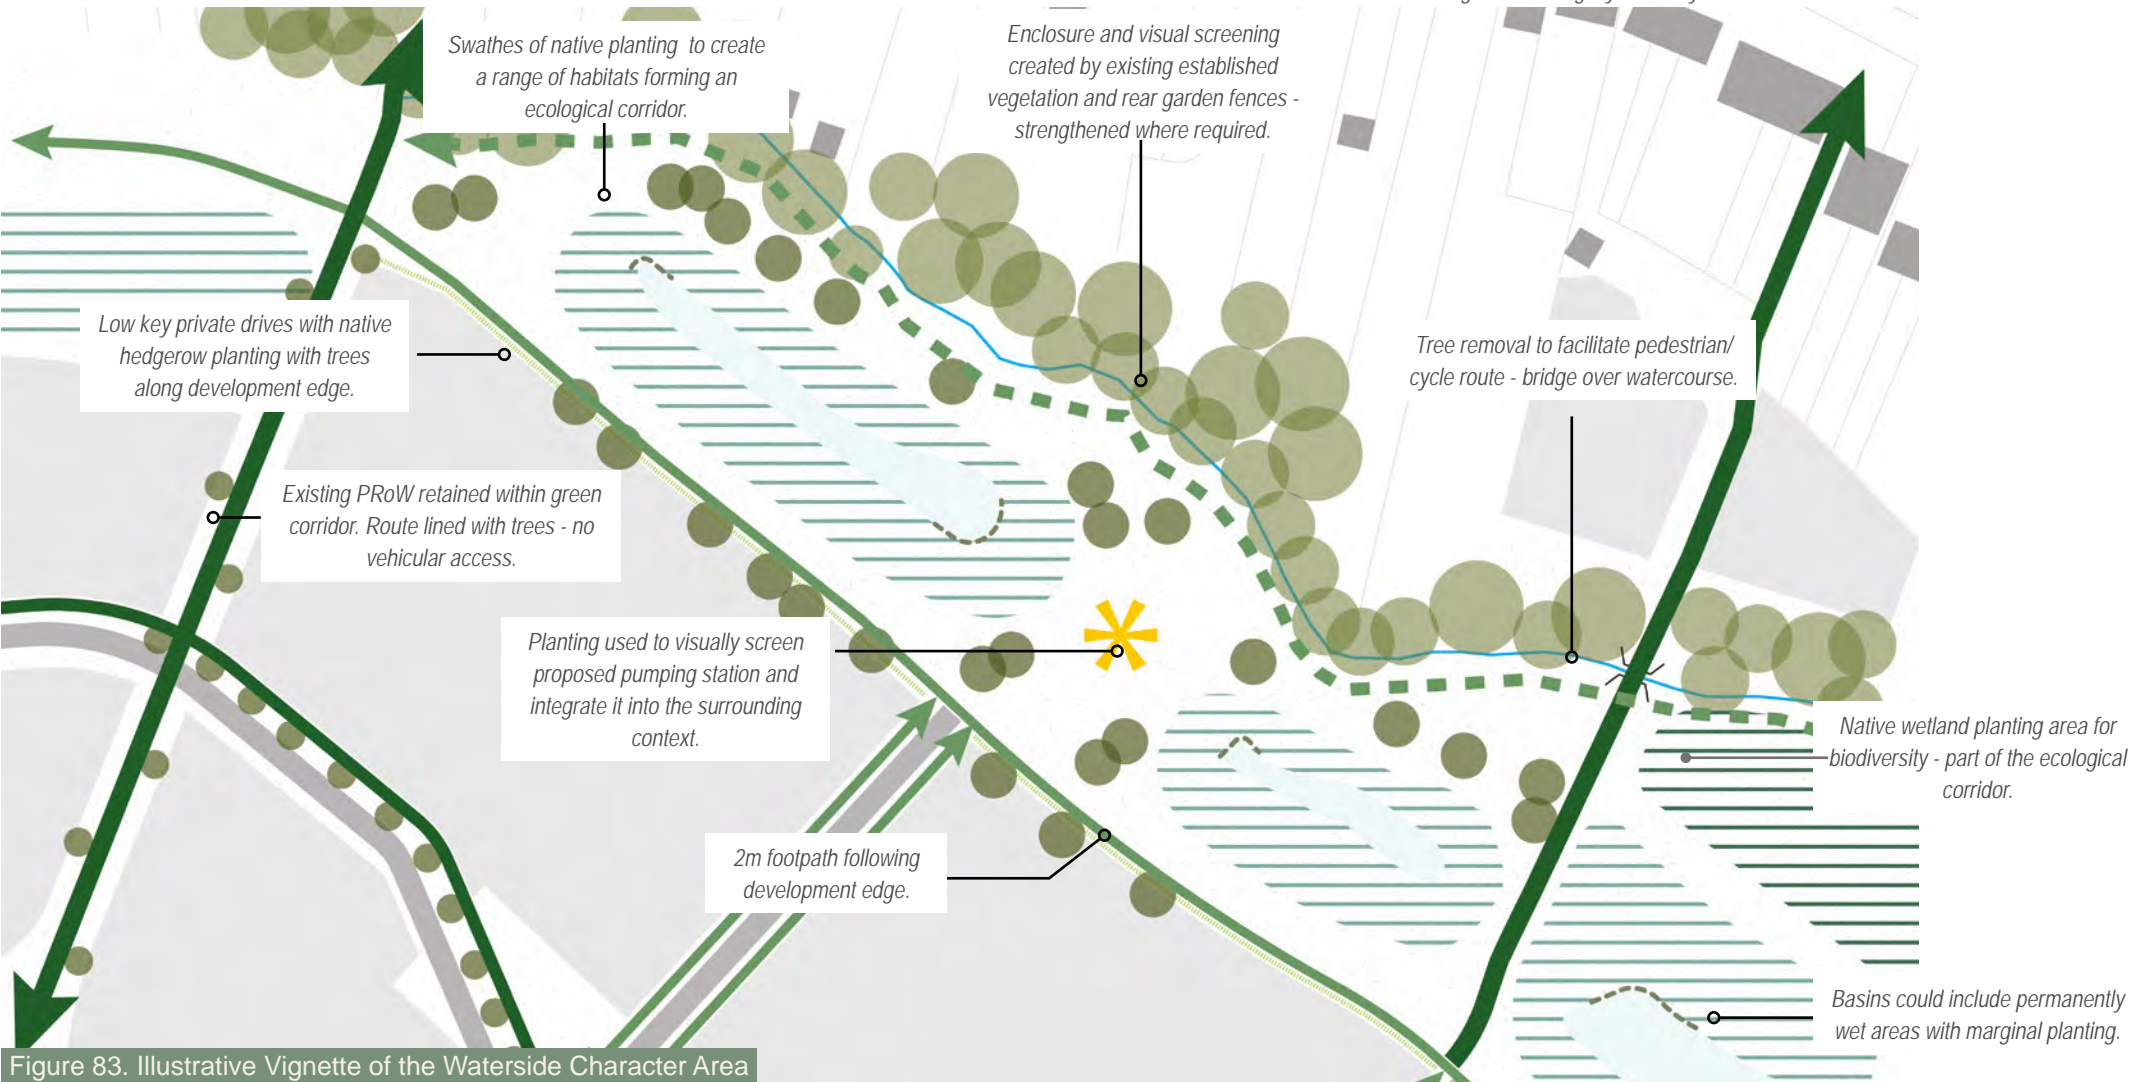 Swathes of native planting to create
a range of habitats forming an
ecological corridor.
Enclosure and visual screening
created by existing established
vegetation and rear garden fences -
strengthened where required.
Low key private drives with native
hedgerow planting with trees
along development edge.
Tree removal to facilitate pedestrian/
cycle route - bridge over watercourse.
Existing PRoW retained within green
corridor. Route lined with trees - no
vehicular access.
Planting used to visually screen
proposed pumping station and
integrate it into the surrounding
context.
Native wetland planting area for
biodiversity - part of the ecological
corridor.
2m footpath following
development edge.
Basins could include permanently
wet areas with marginal planting.
Figure 83. Illustrative Vignette of the Waterside Character Area